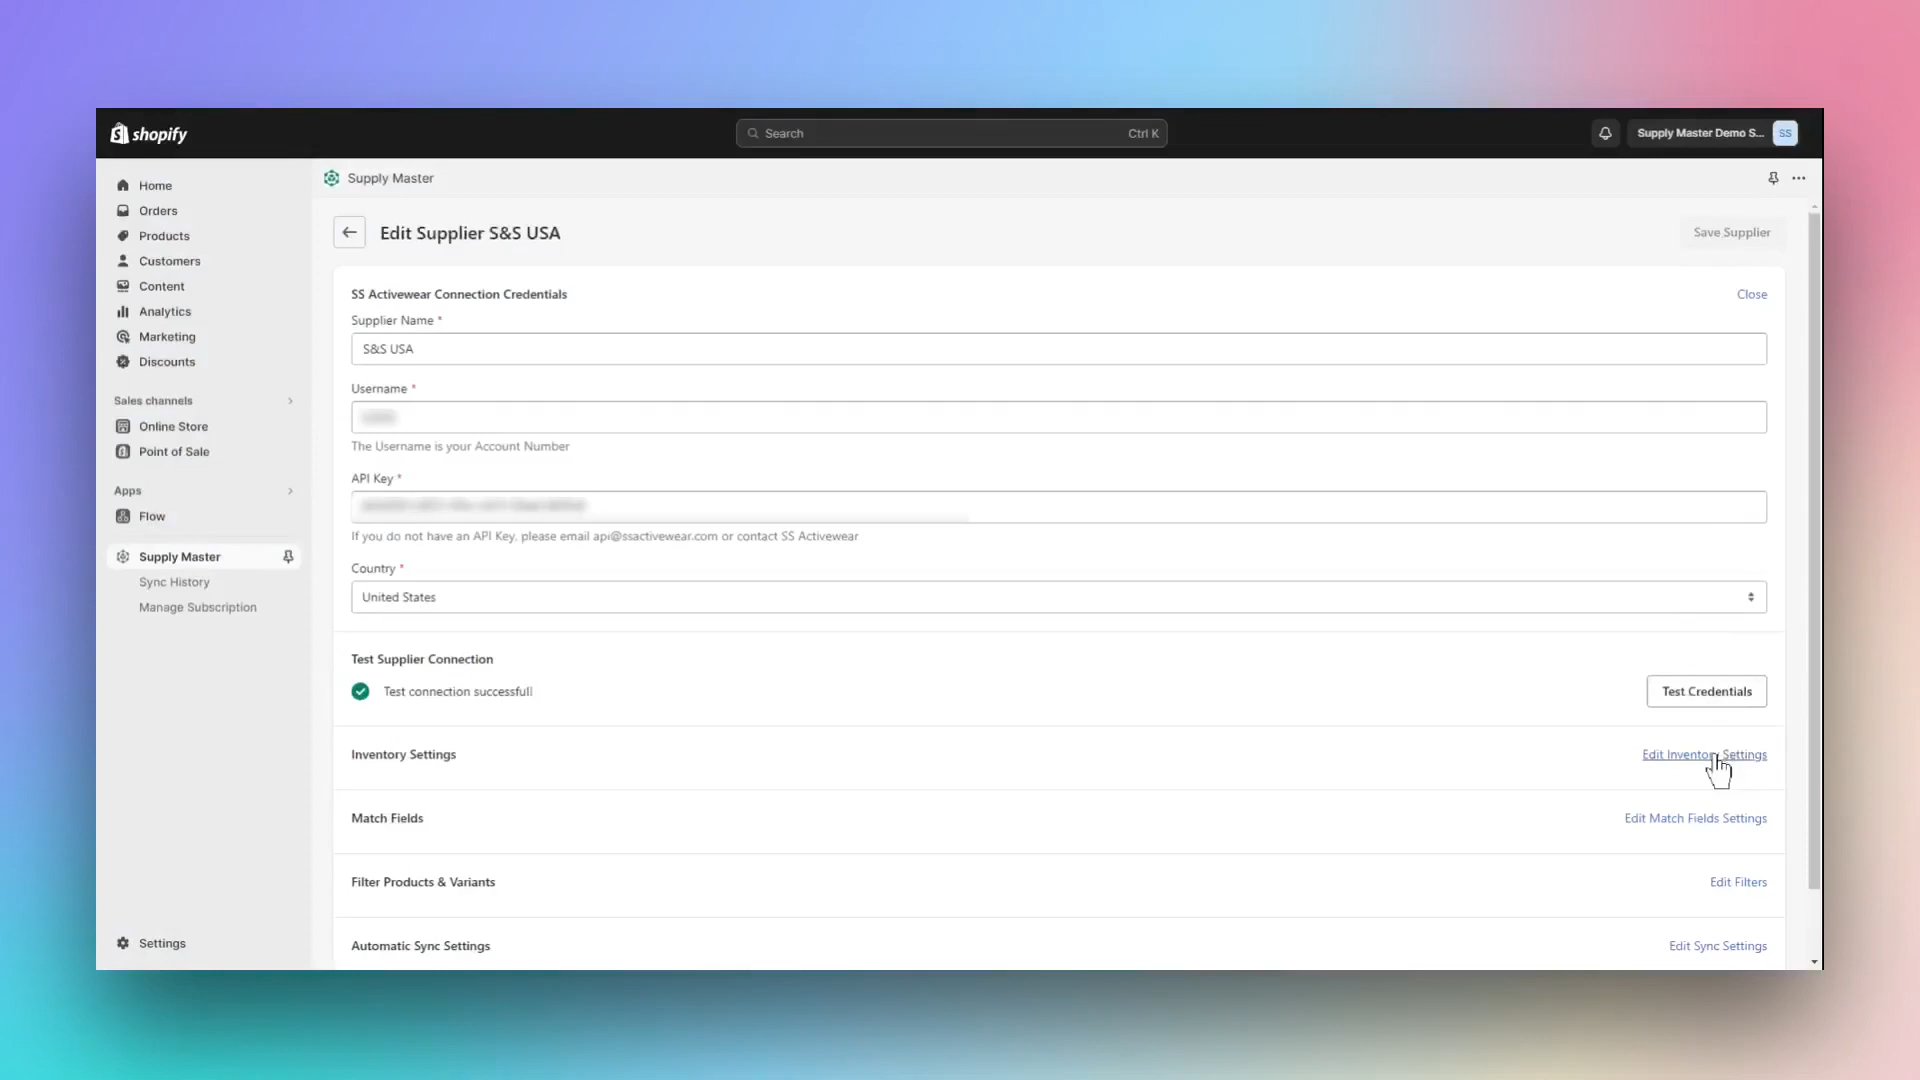 shopify
Search
Ctrl K
Supply Master Demo S...
SS
Home
Orders
Products
Customers
Content
Analytics
Marketing
Discounts
Sales channels
Online Store
Point of Sale
Apps
Flow
Supply Master
Sync History
Manage Subscription
Settings
Supply Master
Edit Supplier S&S USA
Save Supplier
SS Activewear Connection Credentials
Close
Supplier Name *
S&S USA
Username *
The Username is your Account Number
API Key *
If you do not have an API Key, please email api@ssactivewear.com or contact SS Activewear
Country *
United States
Test Supplier Connection
Test connection successfull
Test Credentials
Inventory Settings
Edit Inventory Settings
Match Fields
Edit Match Fields Settings
Filter Products & Variants
Edit Filters
Automatic Sync Settings
Edit Sync Settings